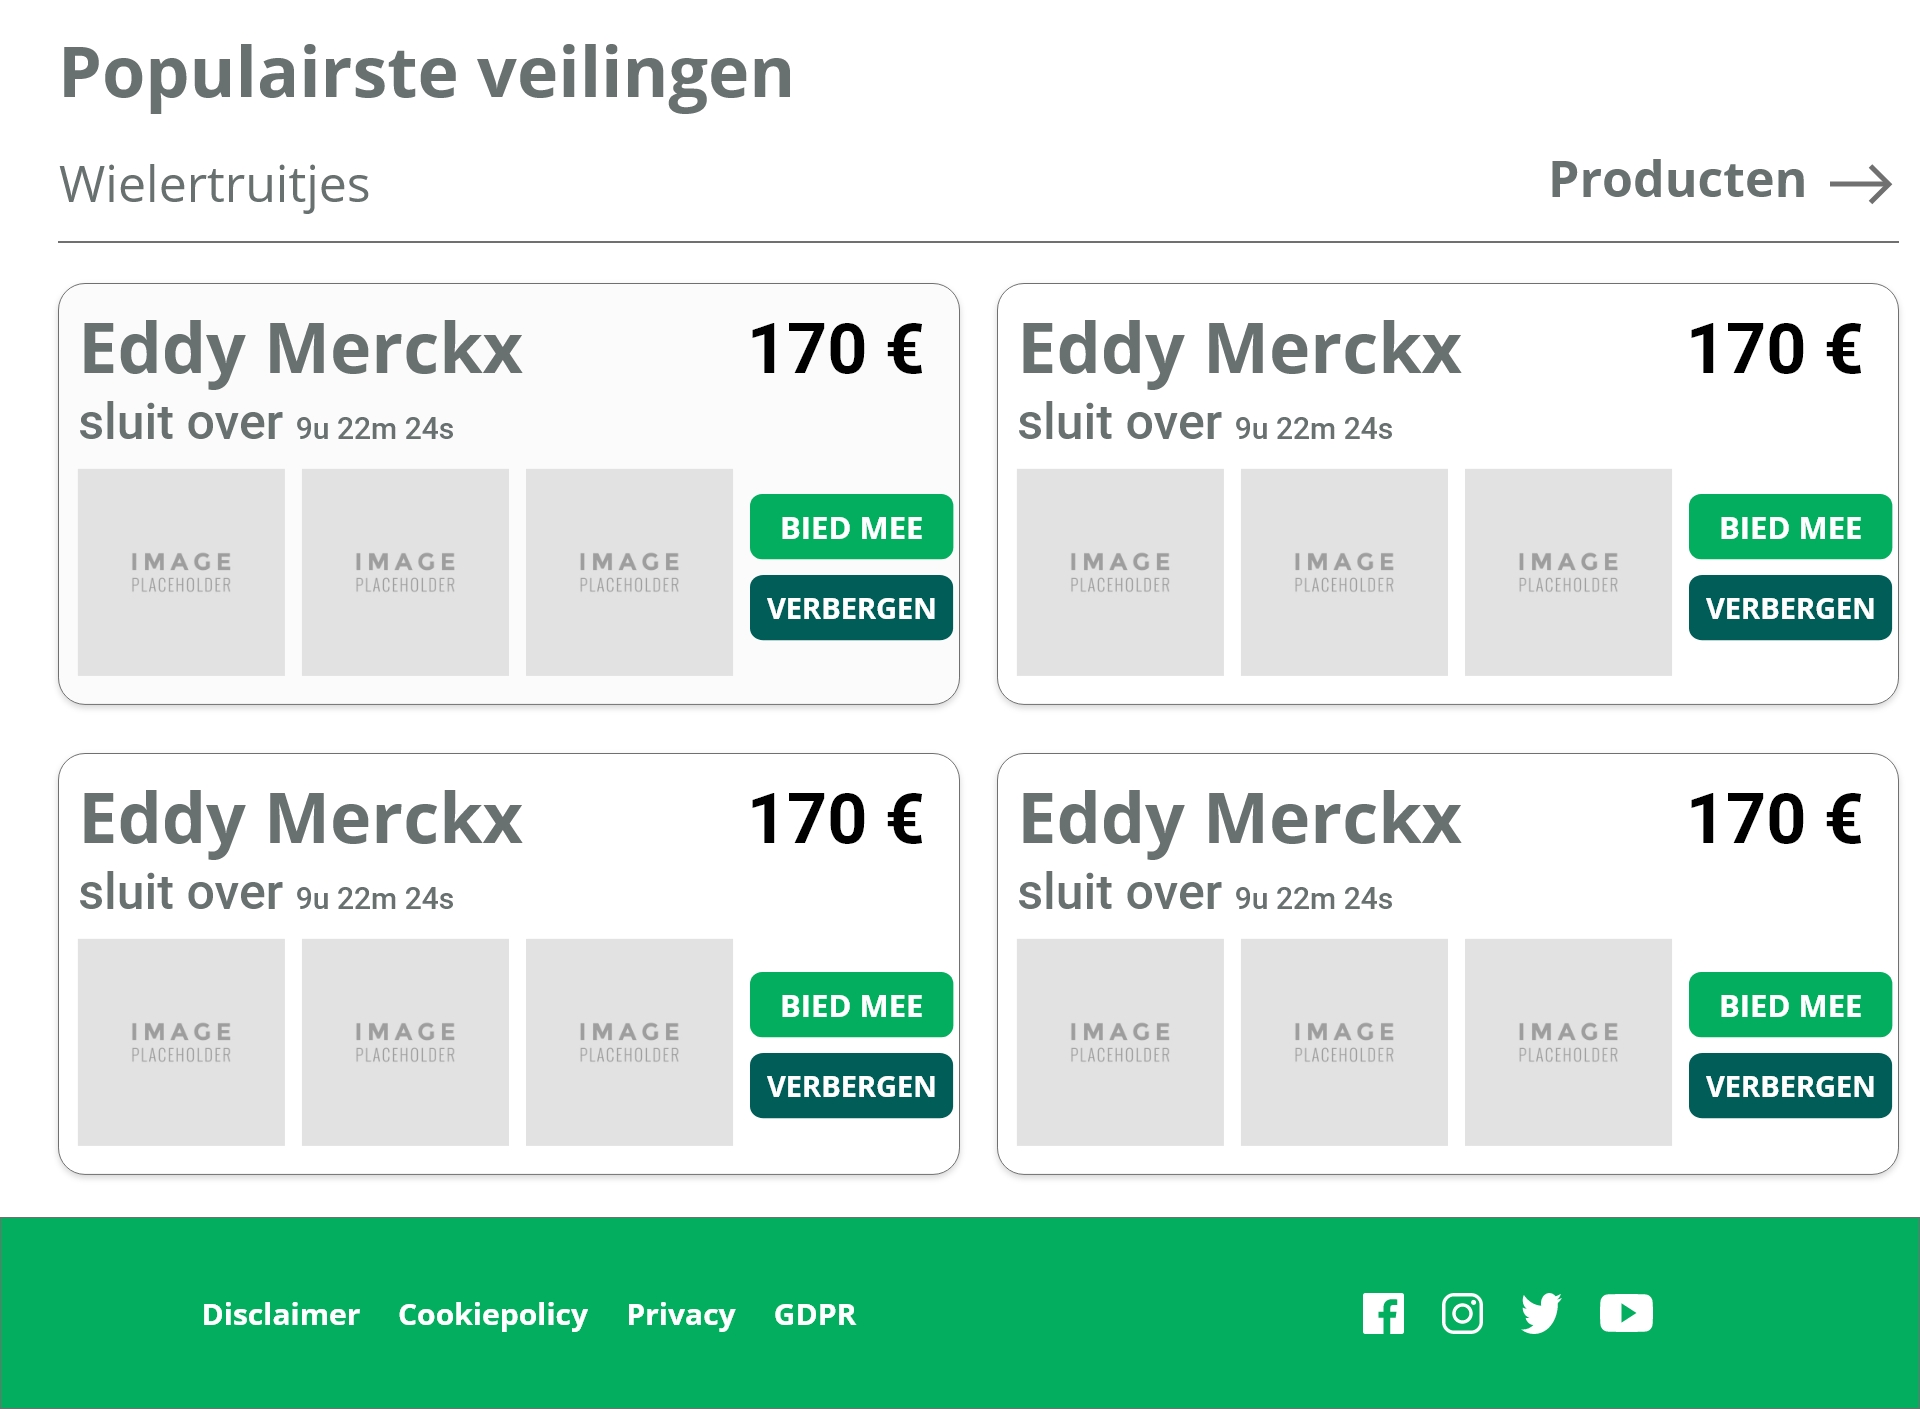 Populairste veilingen
Wielertruitjes
Producten
Eddy Merckx
170 €
sluit over 9u 22m 24s
IMAGE
PLACEHOLDER
IMAGE
PLACEHOLDER
IMAGE
PLACEHOLDER
BIED MEE
VERBERGEN
Eddy Merckx
170 €
sluit over 9u 22m 24s
IMAGE
PLACEHOLDER
IMAGE
PLACEHOLDER
IMAGE
PLACEHOLDER
BIED MEE
VERBERGEN
Eddy Merckx
170 €
sluit over 9u 22m 24s
IMAGE
PLACEHOLDER
IMAGE
PLACEHOLDER
IMAGE
PLACEHOLDER
BIED MEE
VERBERGEN
Eddy Merckx
170 €
sluit over 9u 22m 24s
IMAGE
PLACEHOLDER
IMAGE
PLACEHOLDER
IMAGE
PLACEHOLDER
BIED MEE
VERBERGEN
Disclaimer Cookiepolicy Privacy GDPR